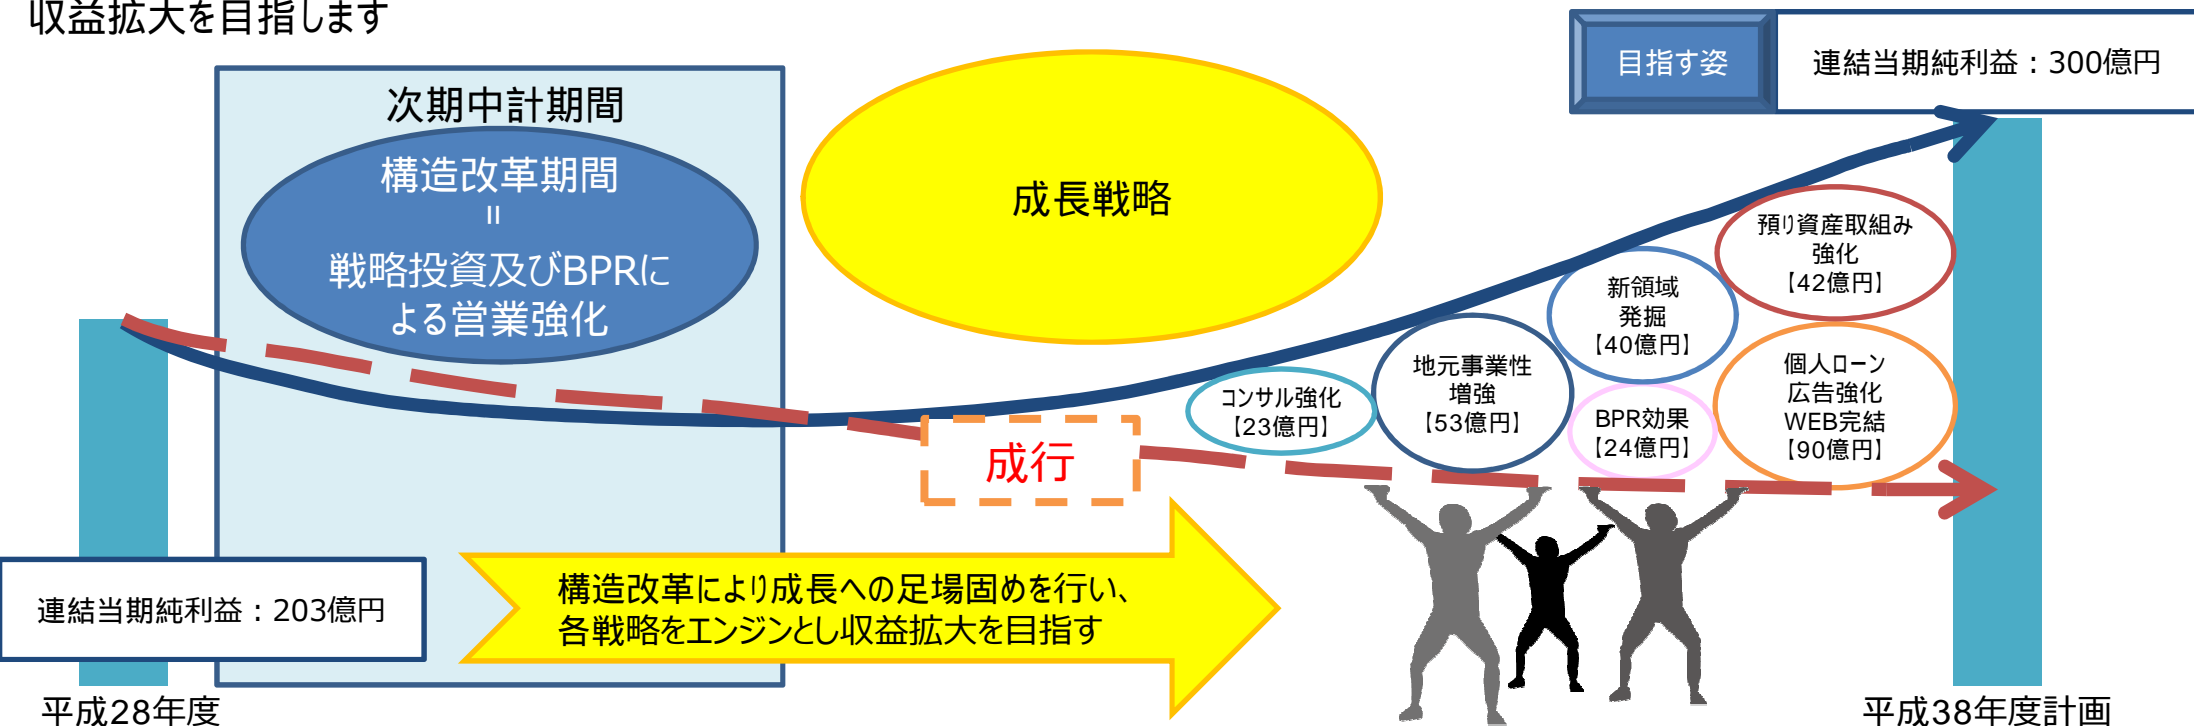 収益拡大を目指します
目指す姿
連結当期純利益：300億円
次期中計期間
構造改革期間
＝
戦略投資及びBPRに
よる営業強化
成長戦略
預り資産取組み
強化
【42億円】
新領域
発掘
【40億円】
地元事業性
増強
【53億円】
コンサル強化
【23億円】
BPR効果
【24億円】
個人ローン
広告強化
WEB完結
【90億円】
成行
構造改革により成長への足場固めを行い、
各戦略をエンジンとし収益拡大を目指す
連結当期純利益：203億円
平成28年度
平成38年度計画